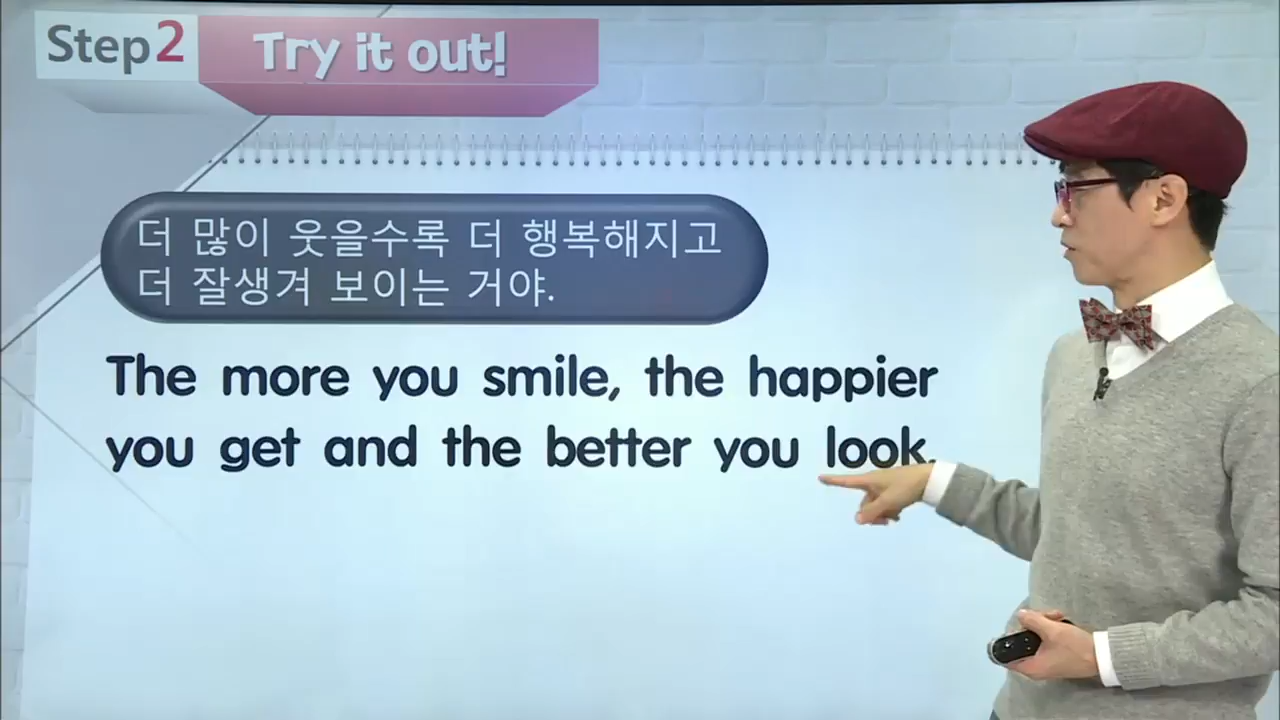 Step2 Try it out!
더 많이 웃을수록 더 행복해지고
더 잘생겨 보이는 거야.
The more you smile, the happier
you get and the better you look.